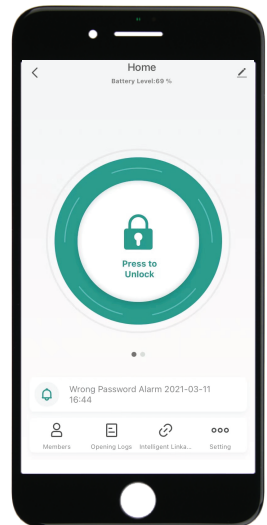 Home
Battery Level:69 %
Press to
Unlock
Wrong Password Alarm 2021-03-11
16:44
Members Opening Logs Intelligent Linka... Setting